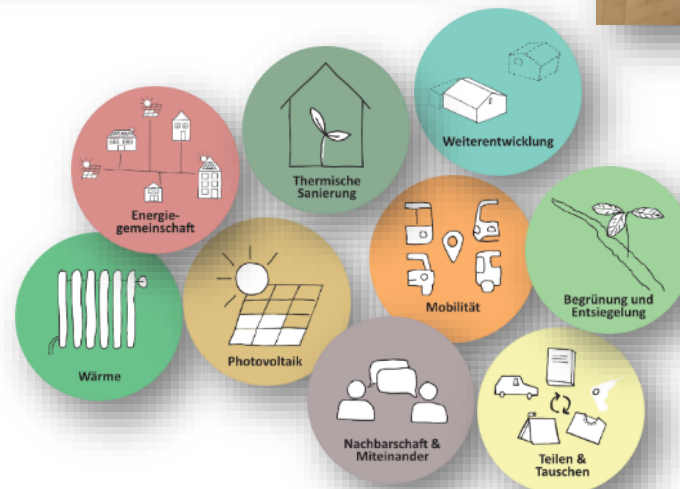 Weiterentwicklung
Thermische
Sanierung
Energie-
gemeinschaft
Mobilität
Begrünung und
Entsiegelung
Photovoltaik
Wärme
Nachbarschaft &
Miteinander
Teilen &
Tauschen